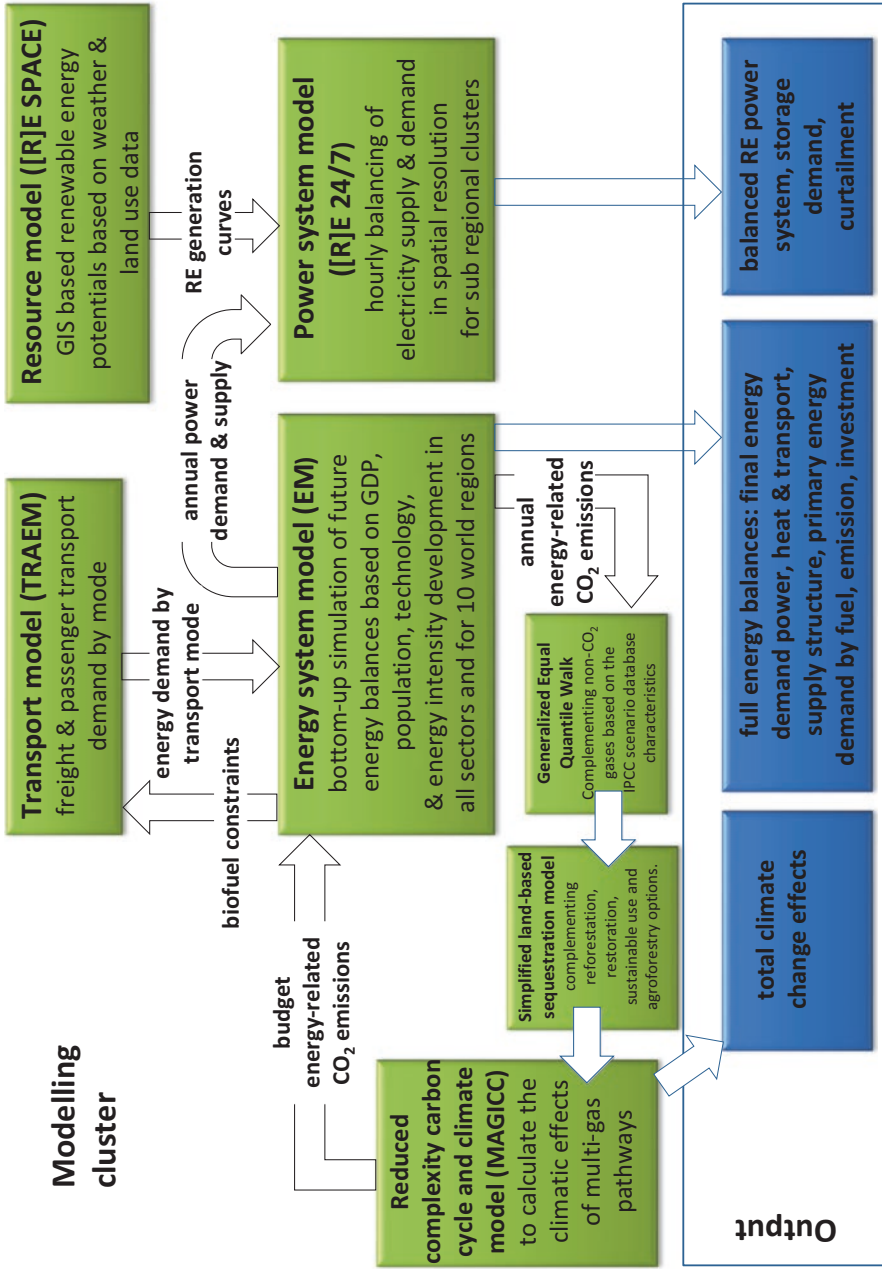 Modelling
cluster
Transport model (TRAEM)
freight & passenger transport
demand by mode
Resource model ([R]E SPACE)
GIS based renewable energy
potentials based on weather &
land use data
biofuel constraints
energy demand by
transport mode
annual power
demand & supply
RE generation
curves
budget
energy-related
CO₂ emissions
Energy system model (EM)
bottom-up simulation of future
energy balances based on GDP,
population, technology,
& energy intensity development in
all sectors and for 10 world regions
Power system model
([R]E 24/7)
hourly balancing of
electricity supply & demand
in spatial resolution
for sub regional clusters
Reduced
complexity carbon
cycle and climate
model (MAGICC)
to calculate the
climatic effects
of multi-gas
pathways
Simplified land-based
sequestration model
complementing
reforestation,
restoration,
sustainable use and
agroforestry options.
Generalized Equal
Quantile Walk
Complementing non-CO₂
gases based on the
IPCC scenario database
characteristics
annual
energy-related
CO₂ emissions
Output
total climate
change effects
full energy balances: final energy
demand power, heat & transport,
supply structure, primary energy
demand by fuel, emission, investment
balanced RE power
system, storage
demand,
curtailment